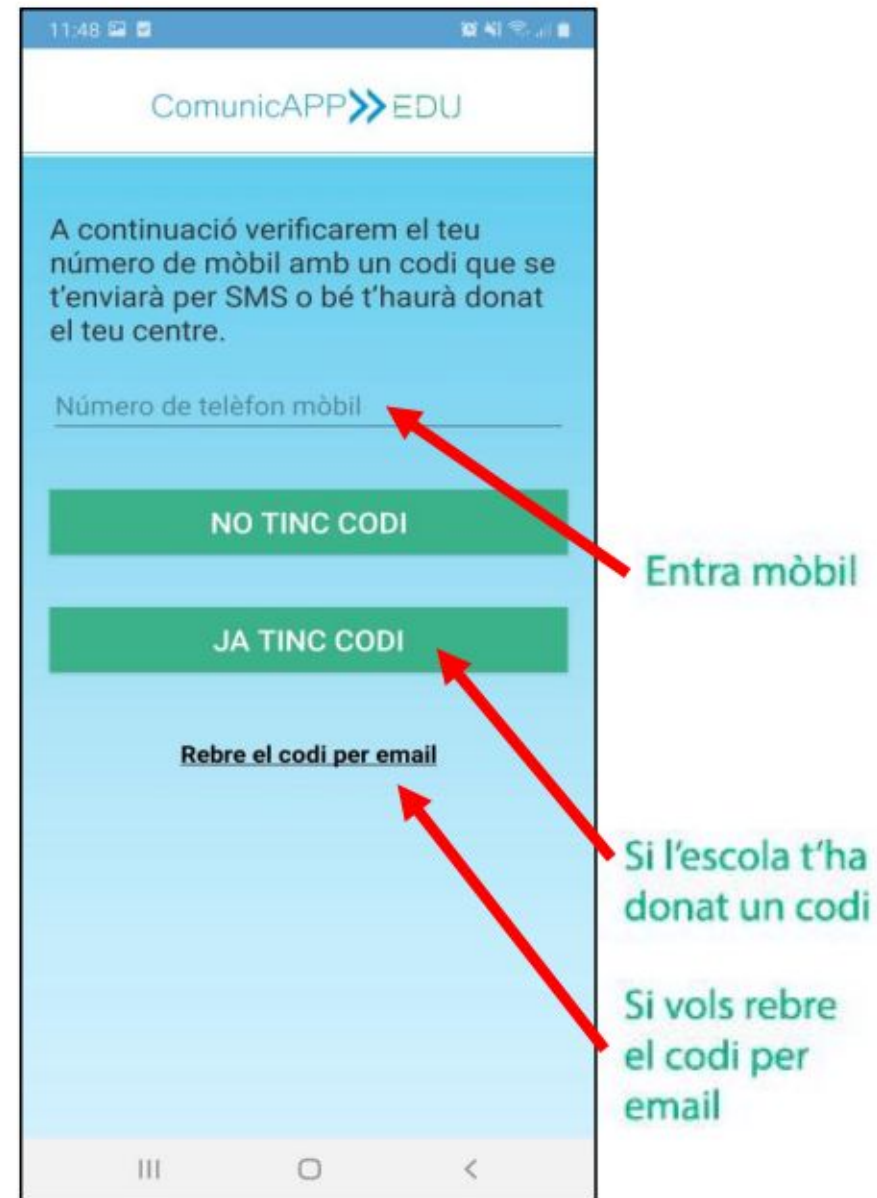 11:48
ComunicAPP EDU
A continuació verificarem el teu
número de mòbil amb un codi que se
t'enviarà per SMS o bé t'haurà donat
el teu centre.
Número de telèfon mòbil
NO TINC CODI
Entra mòbil
JA TINC CODI
Rebre el codi per email
Si l'escola t'ha
donat un codi
Si vols rebre
el codi per
email